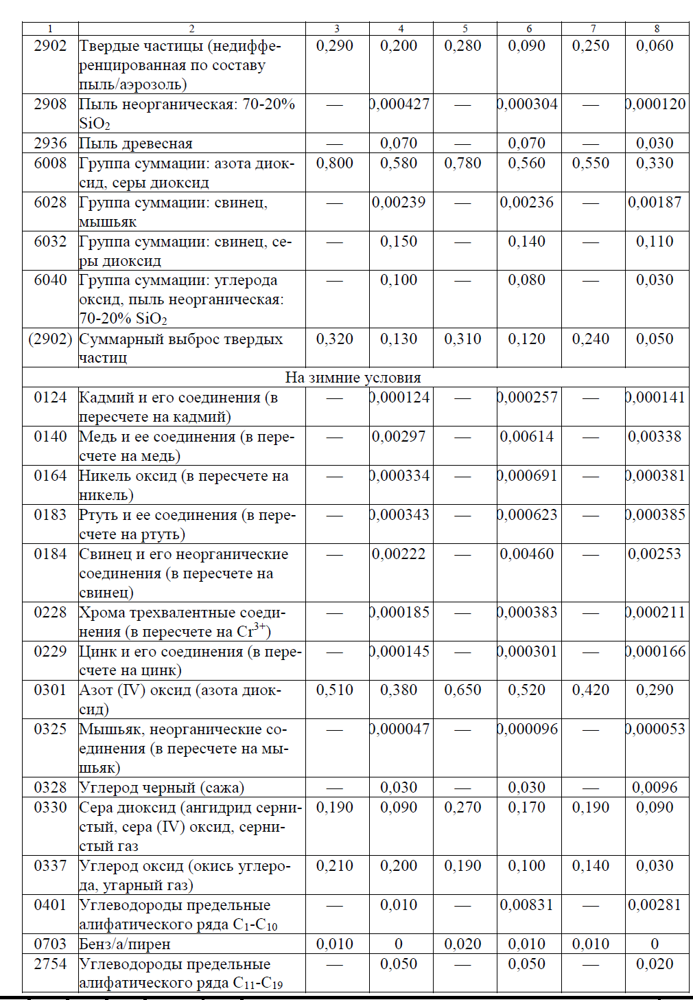 1 2 3 4 5 6 7 8
2902 Твердые частицы (недиффе- 0,290 0,200 0,280 0,090 0,250 0,060
ренцированная по составу
пыль/аэрозоль)
2908 Пыль неорганическая: 70-20% — 0,000427 — 0,000304 — 0,000120
SiO₂
2936 Пыль древесная — 0,070 — 0,070 — 0,030
6008 Группа суммации: азота диок- 0,800 0,580 0,780 0,560 0,550 0,330
сид, серы диоксид
6028 Группа суммации: свинец, — 0,00239 — 0,00236 — 0,00187
мышьяк
6032 Группа суммации: свинец, се- — 0,150 — 0,140 — 0,110
ры диоксид
6040 Группа суммации: углерода — 0,100 — 0,080 — 0,030
оксид, пыль неорганическая:
70-20% SiO₂
(2902) Суммарный выброс твердых 0,320 0,130 0,310 0,120 0,240 0,050
частиц
На зимние условия
0124 Кадмий и его соединения (в — 0,000124 — 0,000257 — 0,000141
пересчете на кадмий)
0140 Медь и ее соединения (в пере- — 0,00297 — 0,00614 — 0,00338
счете на медь)
0164 Никель оксид (в пересчете на — 0,000334 — 0,000691 — 0,000381
никель)
0183 Ртуть и ее соединения (в пере- — 0,000343 — 0,000623 — 0,000385
счете на ртуть)
0184 Свинец и его неорганические — 0,00222 — 0,00460 — 0,00253
соединения (в пересчете на
свинец)
0228 Хрома трехвалентные соеди- — 0,000185 — 0,000383 — 0,000211
нения (в пересчете на Cr³⁺)
0229 Цинк и его соединения (в пере- — 0,000145 — 0,000301 — 0,000166
счете на цинк)
0301 Азот (IV) оксид (азота диок- 0,510 0,380 0,650 0,520 0,420 0,290
сид)
0325 Мышьяк, неорганические со- — 0,000047 — 0,000096 — 0,000053
единения (в пересчете на мы-
шьяк)
0328 Углерод черный (сажа) — 0,030 — 0,030 — 0,0096
0330 Сера диоксид (ангидрид серни- 0,190 0,090 0,270 0,170 0,190 0,090
стый, сера (IV) оксид, серни-
стый газ
0337 Углерод оксид (окись углеро- 0,210 0,200 0,190 0,100 0,140 0,030
да, угарный газ)
0401 Углеводороды предельные — 0,010 — 0,00831 — 0,00281
алифатического ряда C₁-C₁₀
0703 Бенз/а/пирен 0,010 0 0,020 0,010 0,010 0
2754 Углеводороды предельные — 0,050 — 0,050 — 0,020
алифатического ряда C₁₁-C₁₉